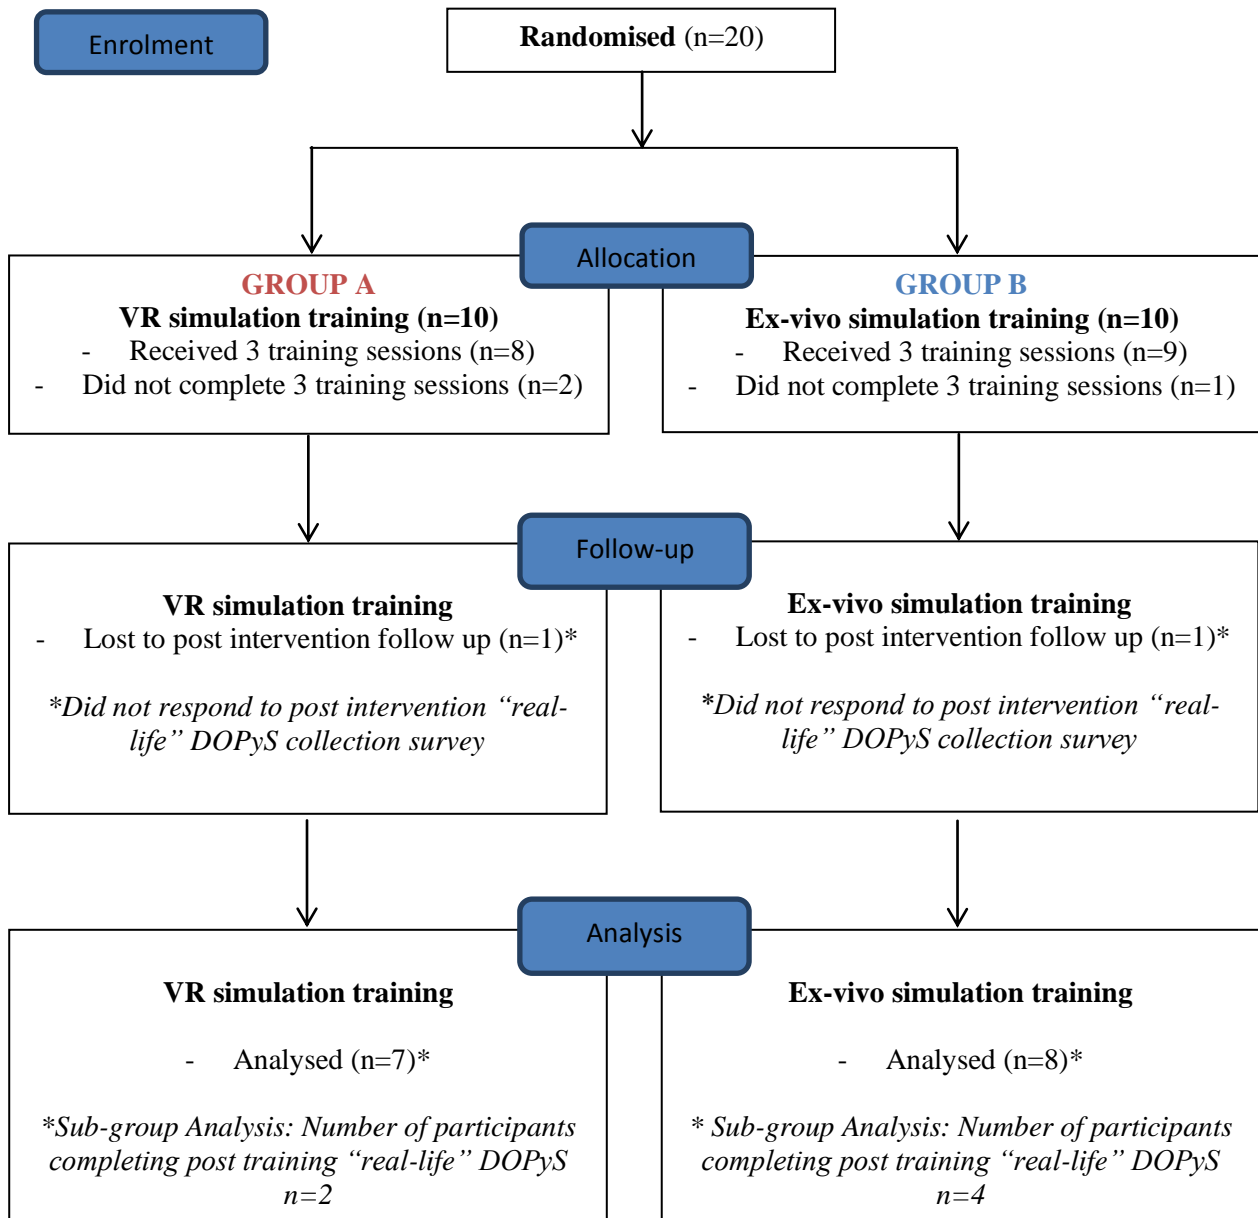 Enrolment
Randomised (n=20)
Allocation
GROUP A
VR simulation training (n=10)
- Received 3 training sessions (n=8)
- Did not complete 3 training sessions (n=2)
GROUP B
Ex-vivo simulation training (n=10)
- Received 3 training sessions (n=9)
- Did not complete 3 training sessions (n=1)
Follow-up
VR simulation training
- Lost to post intervention follow up (n=1)*
*Did not respond to post intervention “real-
life” DOPyS collection survey
Ex-vivo simulation training
- Lost to post intervention follow up (n=1)*
*Did not respond to post intervention “real-
life” DOPyS collection survey
Analysis
VR simulation training
- Analysed (n=7)*
*Sub-group Analysis: Number of participants
completing post training “real-life” DOPyS
n=2
Ex-vivo simulation training
- Analysed (n=8)*
* Sub-group Analysis: Number of participants
completing post training “real-life” DOPyS
n=4